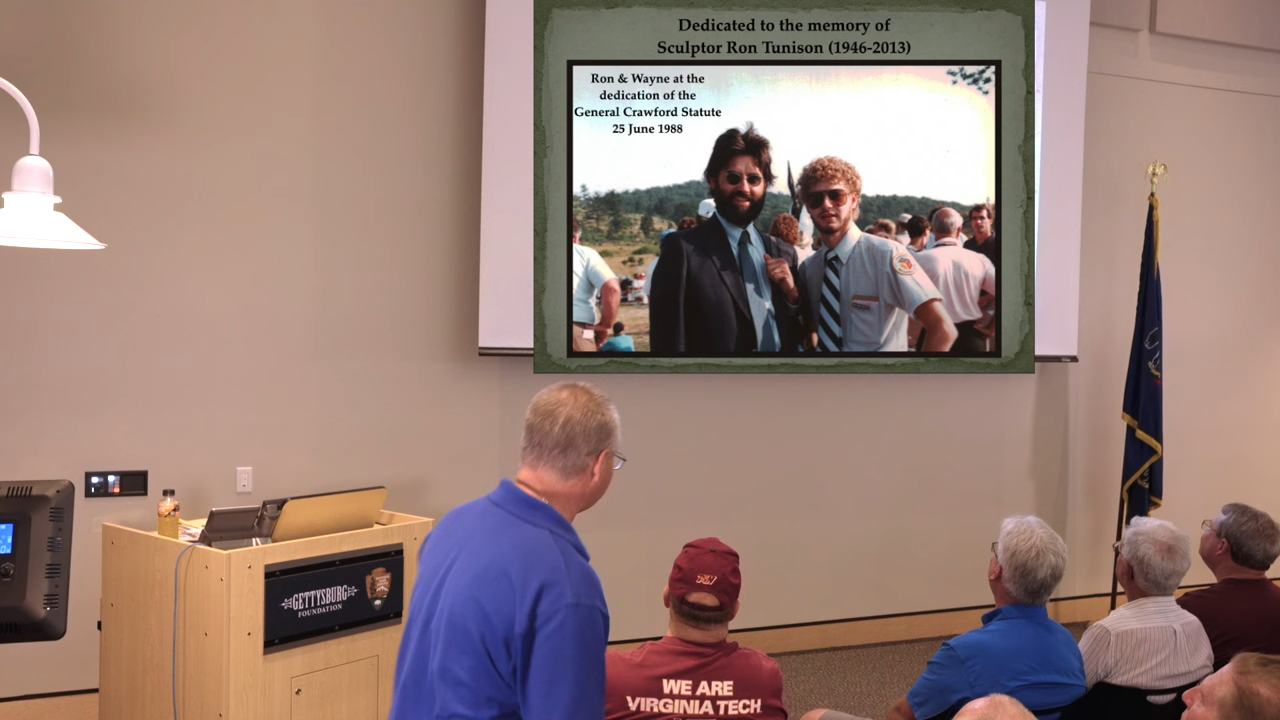 Dedicated to the memory of
Sculptor Ron Tunison (1946-2013)
Ron & Wayne at the
dedication of the
General Crawford Statute
25 June 1988
GETTYSBURG
FOUNDATION
WE ARE
VIRGINIA TECH